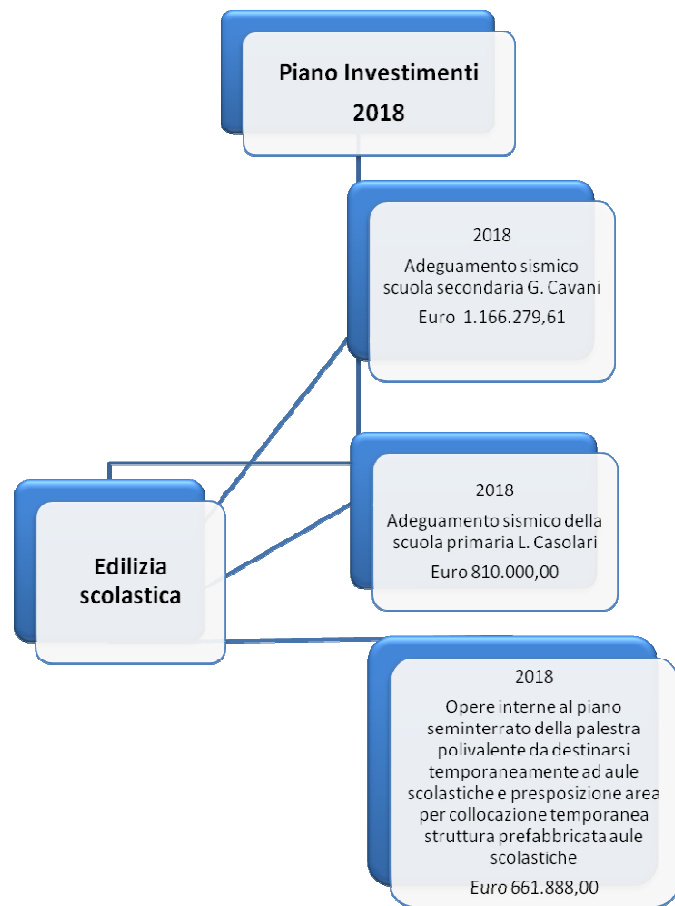 Piano Investimenti
2018
2018
Adeguamento sismico
scuola secondaria G. Cavani
Euro 1.166.279,61
Edilizia
scolastica
2018
Adeguamento sismico della
scuola primaria L. Casolari
Euro 810.000,00
2018
Opere interne al piano
seminterrato della palestra
polivalente da destinarsi
temporaneamente ad aule
scolastiche e presposizione area
per collocazione temporanea
struttura prefabbricata aule
scolastiche
Euro 661.888,00